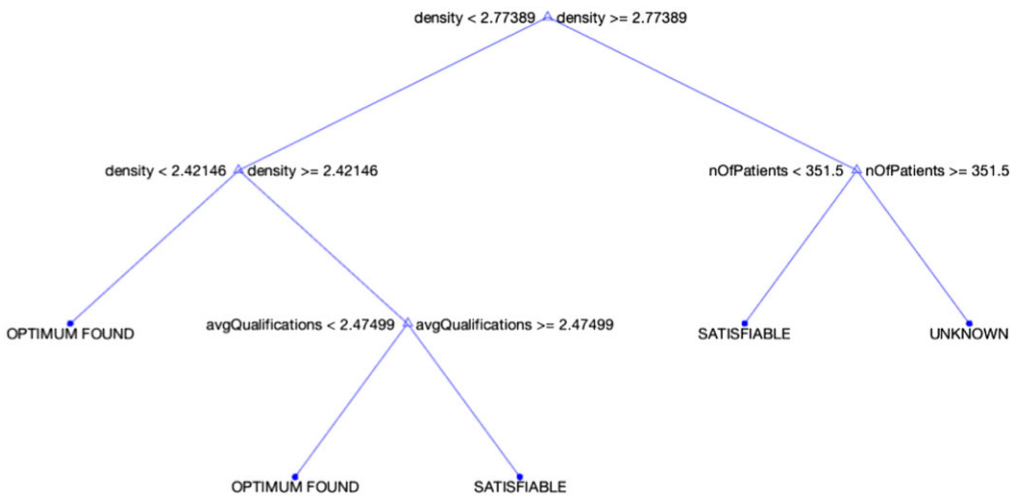 density < 2.77389 density >= 2.77389
density < 2.42146 density >= 2.42146
nOfPatients < 351.5 nOfPatients >= 351.5
OPTIMUM FOUND
avgQualifications < 2.47499 avgQualifications >= 2.47499
SATISFIABLE
UNKNOWN
OPTIMUM FOUND
SATISFIABLE